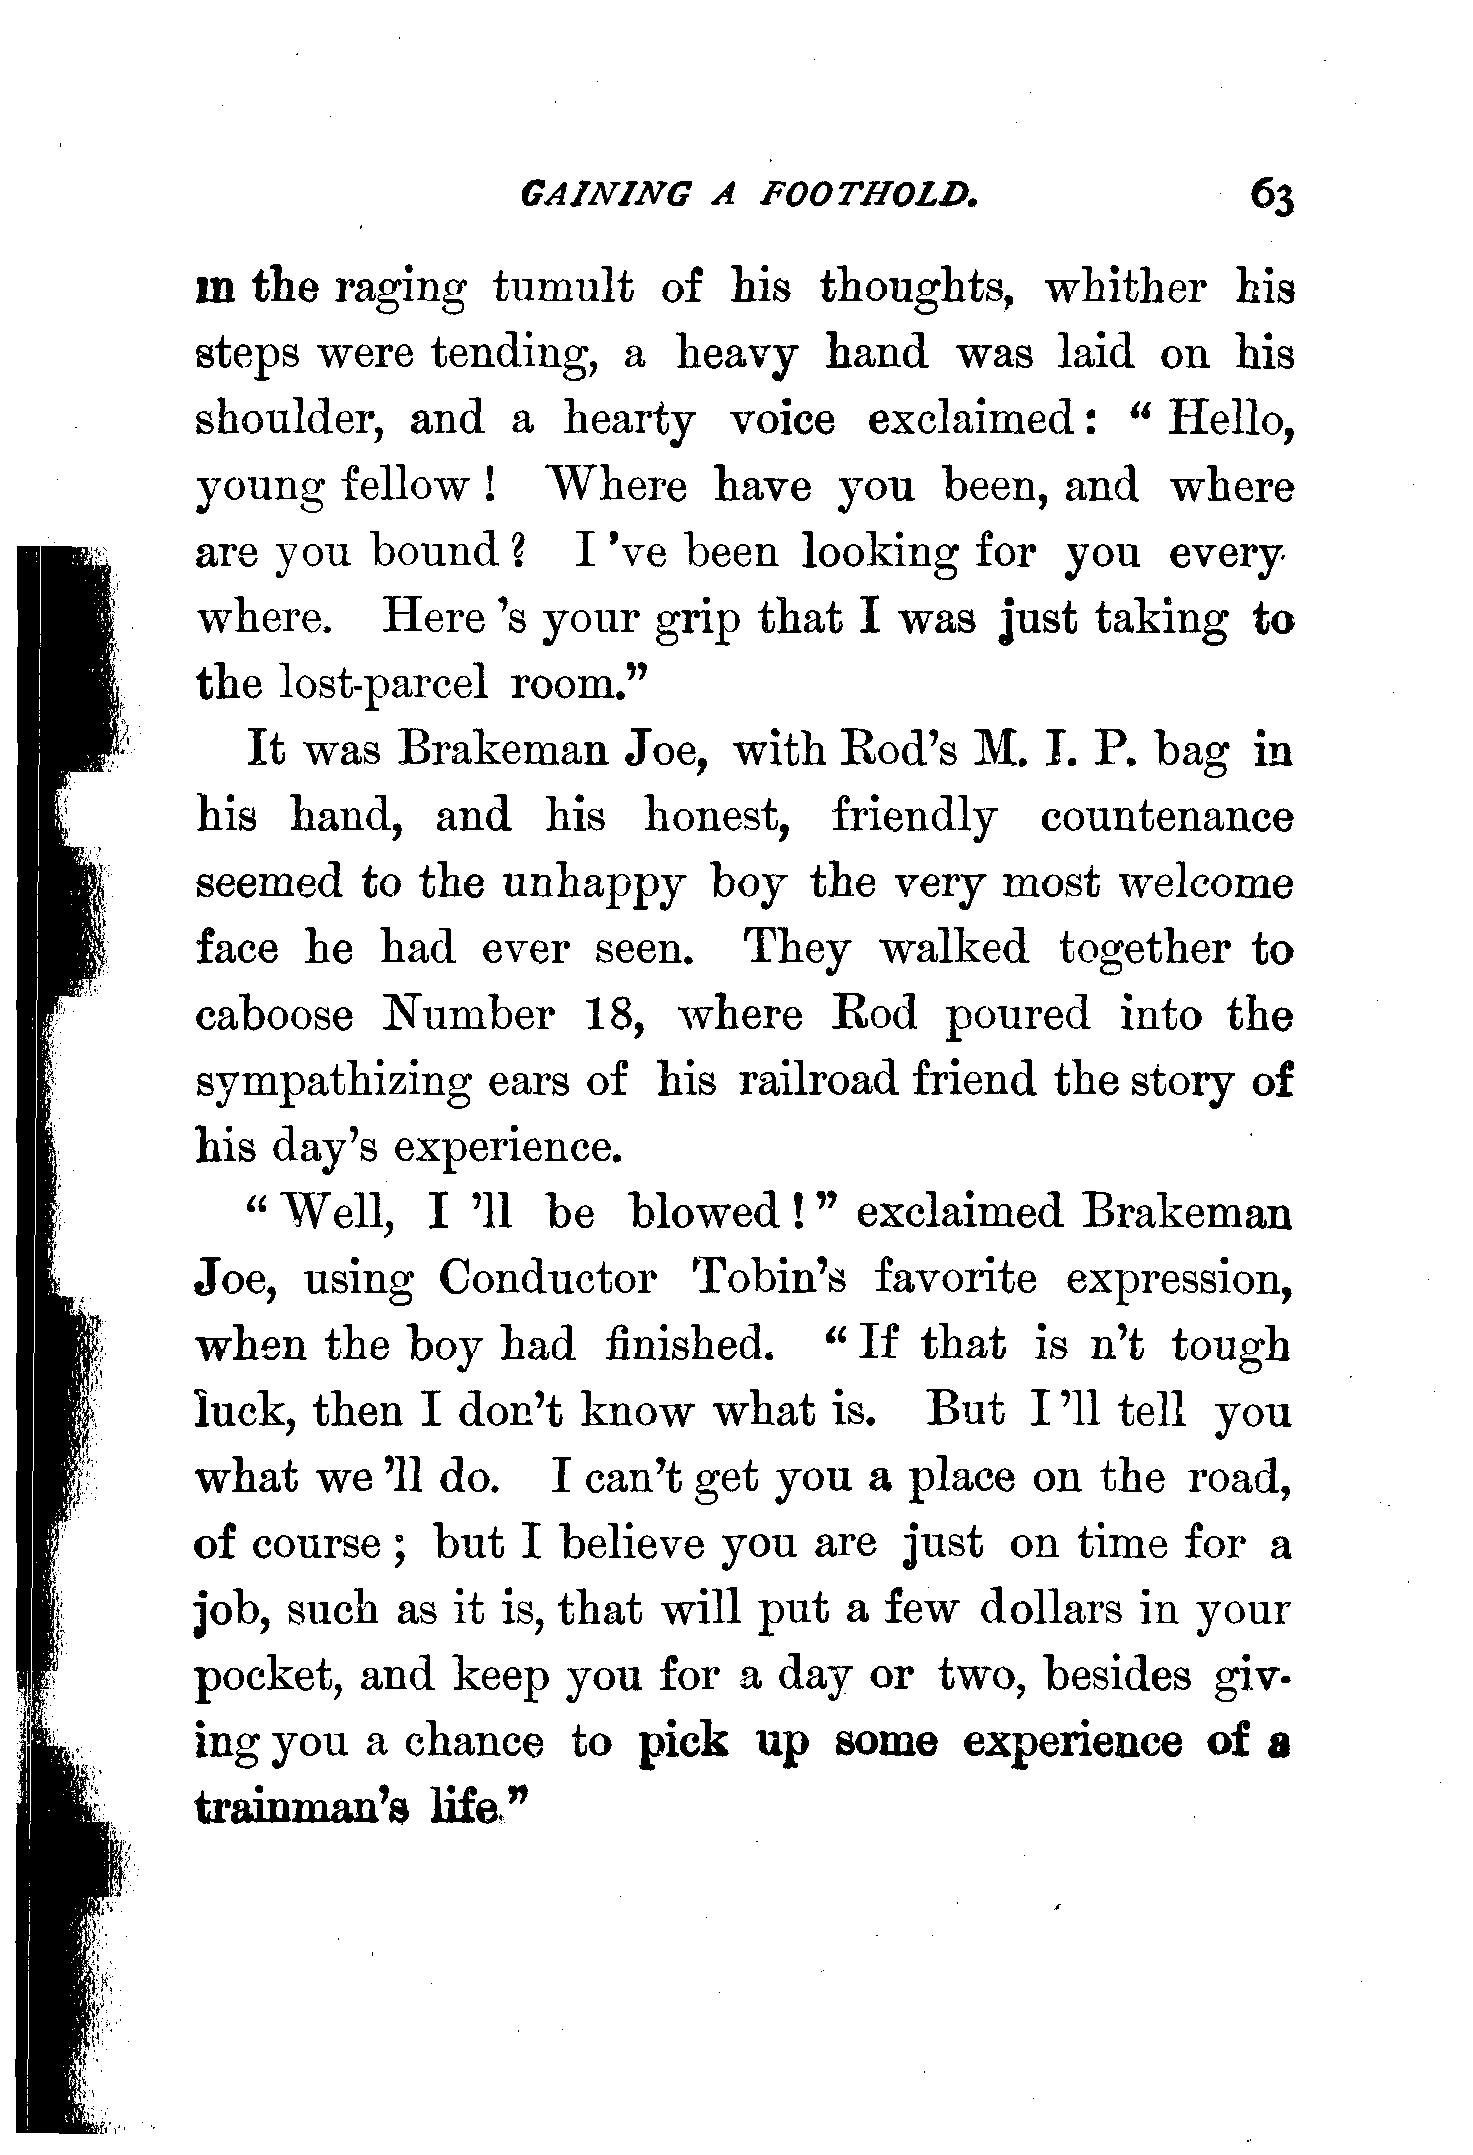 GAINING A FOOTHOLD. 63
in the raging tumult of his thoughts, whither his
steps were tending, a heavy hand was laid on his
shoulder, and a hearty voice exclaimed: “ Hello,
young fellow ! Where have you been, and where
are you bound ? I 've been looking for you every-
where. Here 's your grip that I was just taking to
the lost-parcel room.”
It was Brakeman Joe, with Rod's M. I. P. bag in
his hand, and his honest, friendly countenance
seemed to the unhappy boy the very most welcome
face he had ever seen. They walked together to
caboose Number 18, where Rod poured into the
sympathizing ears of his railroad friend the story of
his day's experience.
“ Well, I 'll be blowed ! ” exclaimed Brakeman
Joe, using Conductor Tobin's favorite expression,
when the boy had finished. “ If that is n't tough
luck, then I don't know what is. But I 'll tell you
what we 'll do. I can't get you a place on the road,
of course ; but I believe you are just on time for a
job, such as it is, that will put a few dollars in your
pocket, and keep you for a day or two, besides giv-
ing you a chance to pick up some experience of a
trainman's life.”